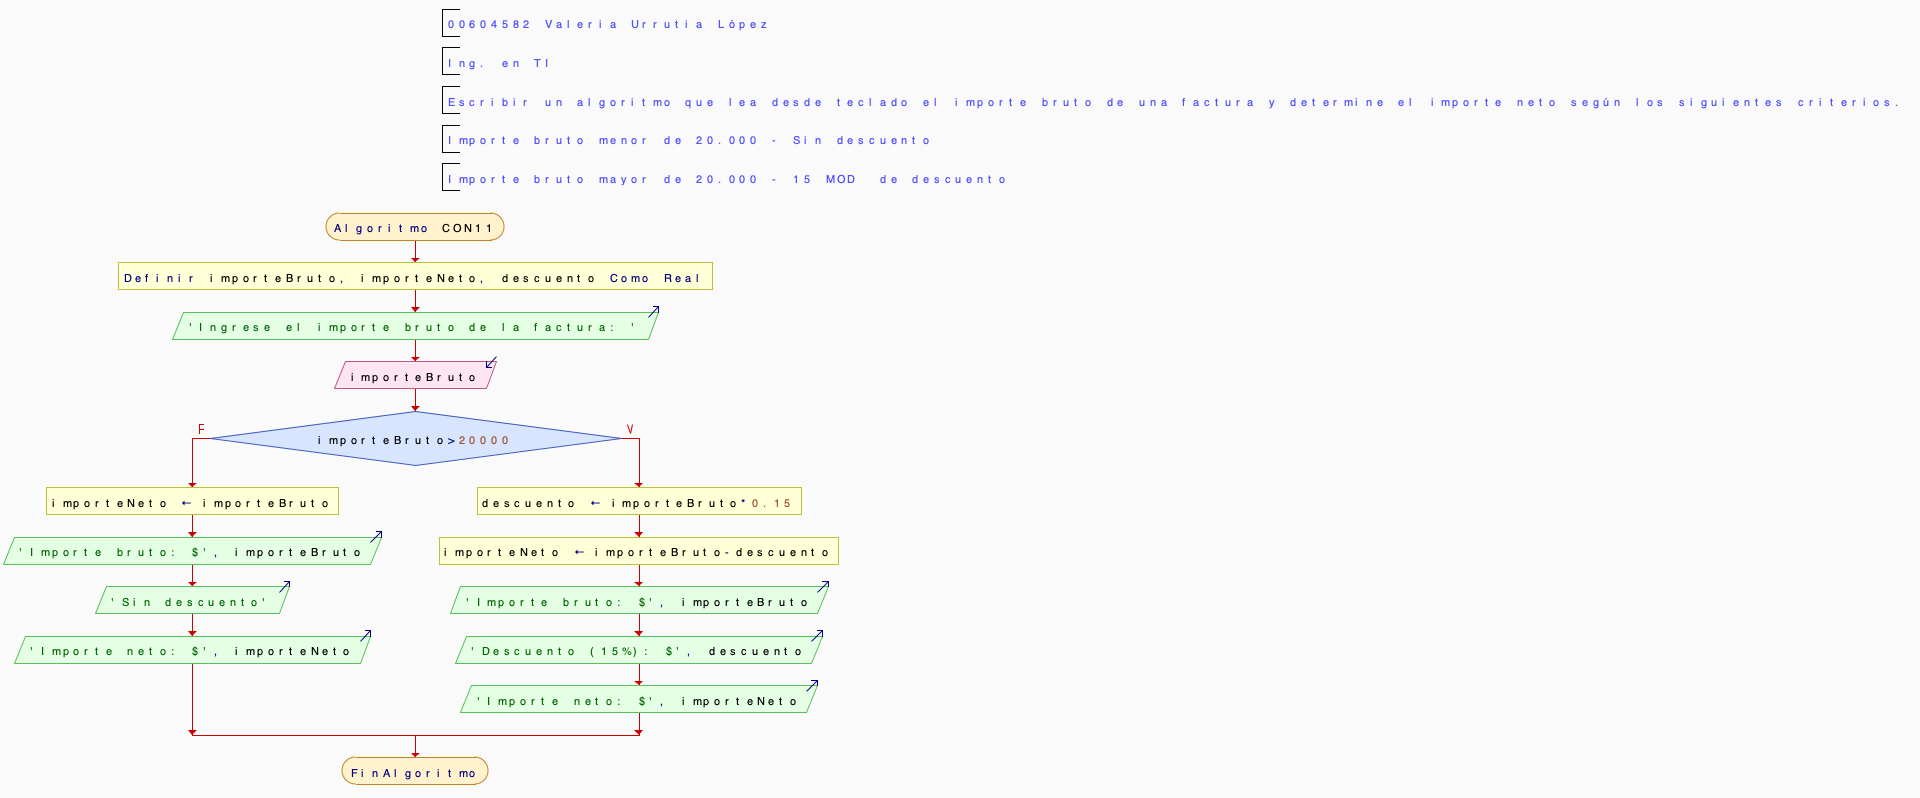 00604582 Valeria Urrutia López
Ing. en TI
Escribir un algoritmo que lea desde teclado el importe bruto de una factura y determine el importe neto según los siguientes criterios.
Importe bruto menor de 20.000 - Sin descuento
Importe bruto mayor de 20.000 - 15 MOD  de descuento
Algoritmo CON11
Definir importeBruto, importeNeto, descuento Como Real
'Ingrese el importe bruto de la factura: '
importeBruto
F
V
importeBruto>20000
importeNeto ← importeBruto
'Importe bruto: $', importeBruto
'Sin descuento'
'Importe neto: $', importeNeto
descuento ← importeBruto*0.15
importeNeto ← importeBruto-descuento
'Importe bruto: $', importeBruto
'Descuento (15%): $', descuento
'Importe neto: $', importeNeto
FinAlgoritmo